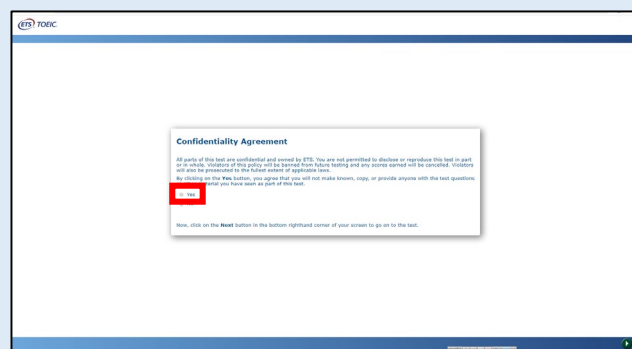 ETS TOEIC
Confidentiality Agreement
All parts of this test are confidential and owned by ETS. You are not permitted to disclose or reproduce this test in part
or in whole. Violators of this policy will be banned from future testing and any scores earned will be cancelled. Violators
will also be prosecuted to the fullest extent of applicable laws.
By clicking on the Yes button, you agree that you will not make known, copy, or provide anyone with the test questions
you have seen as part of this test.
Yes
Now, click on the Next button in the bottom righthand corner of your screen to go on to the test.